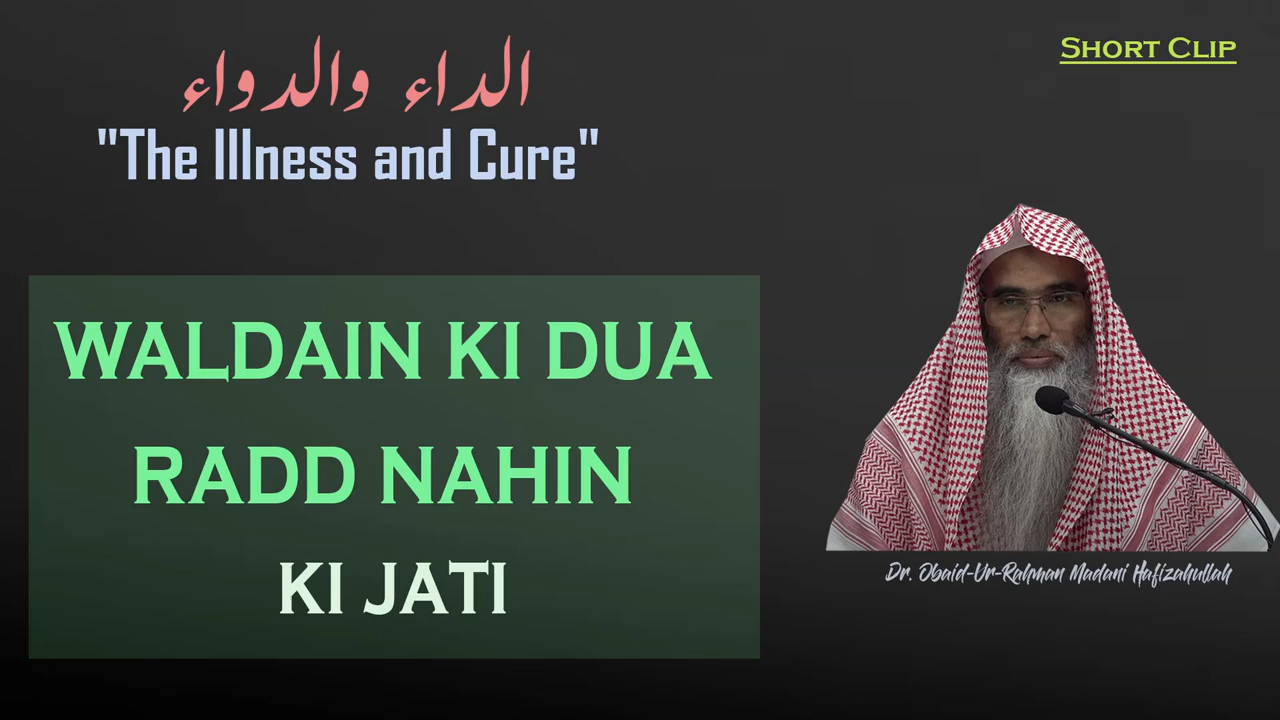 الداء والدواء
"The Illness and Cure"
SHORT CLIP
WALDAIN KI DUA
RADD NAHIN
KI JATI
Dr. Obaid-Ur-Rahman Madani Hafizahullah